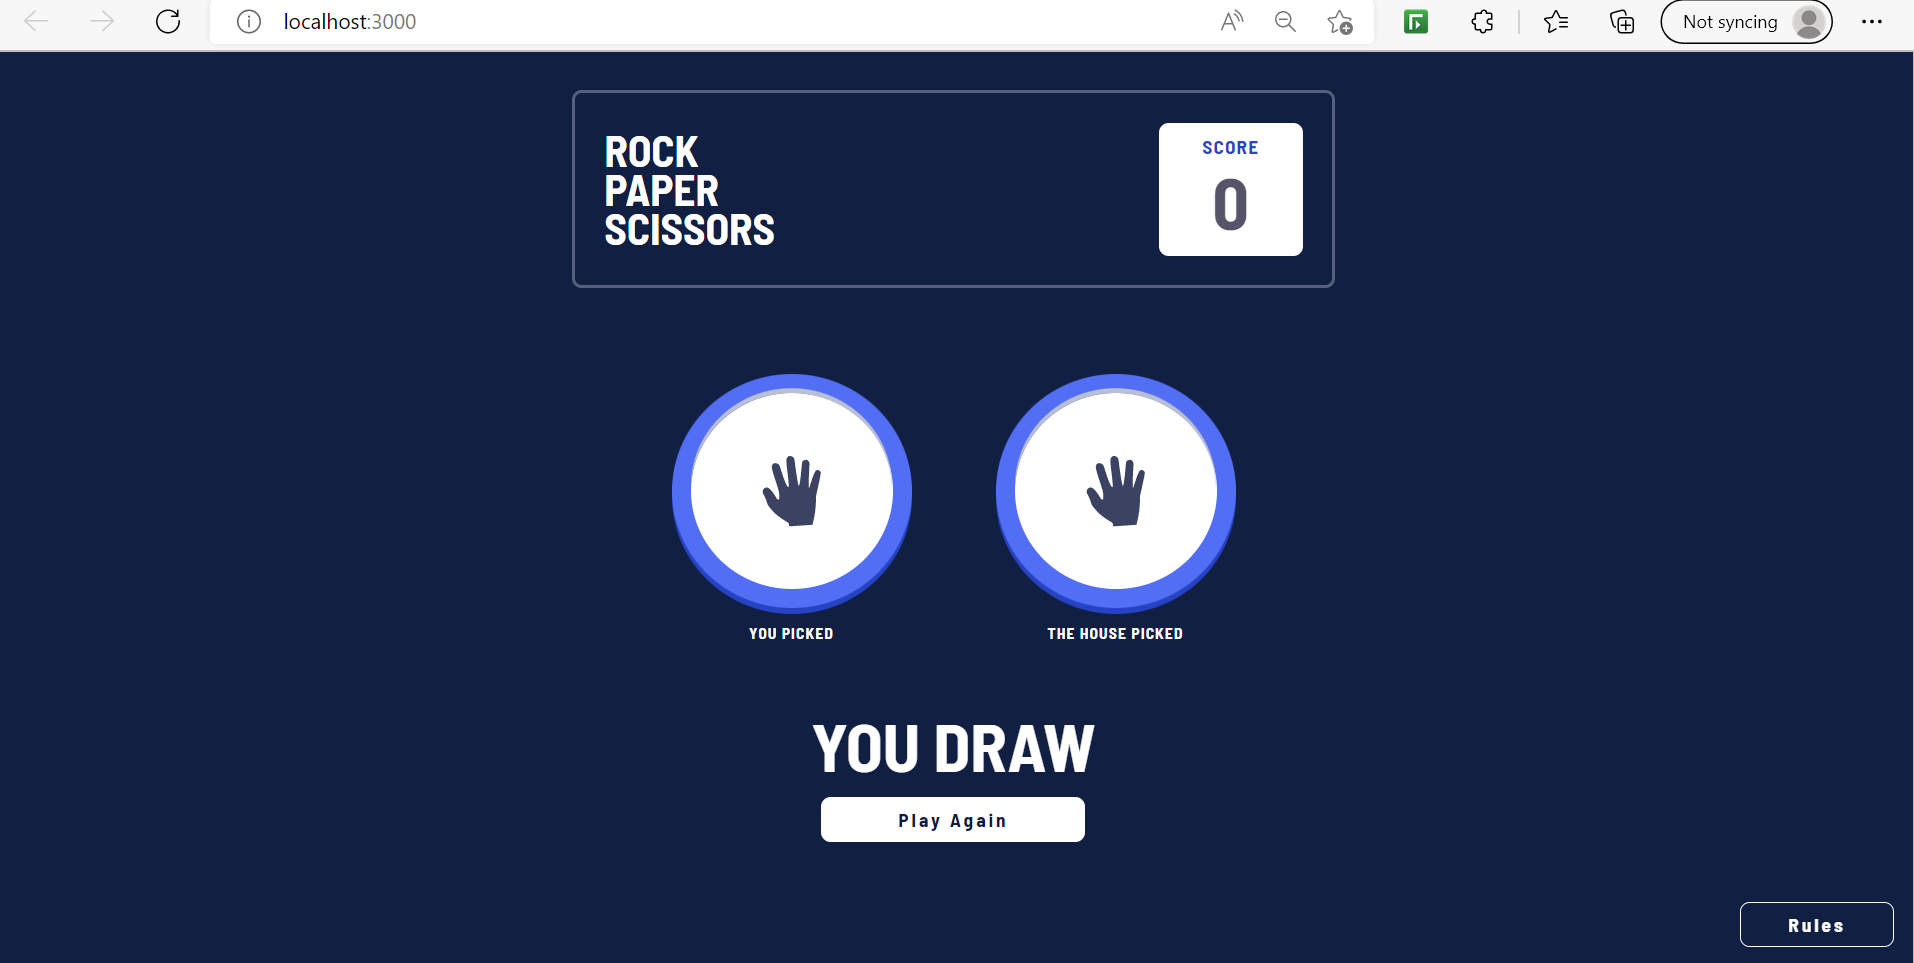 localhost:3000
Not syncing
ROCK
PAPER
SCISSORS
SCORE
0
YOU PICKED
THE HOUSE PICKED
YOU DRAW
Play Again
Rules